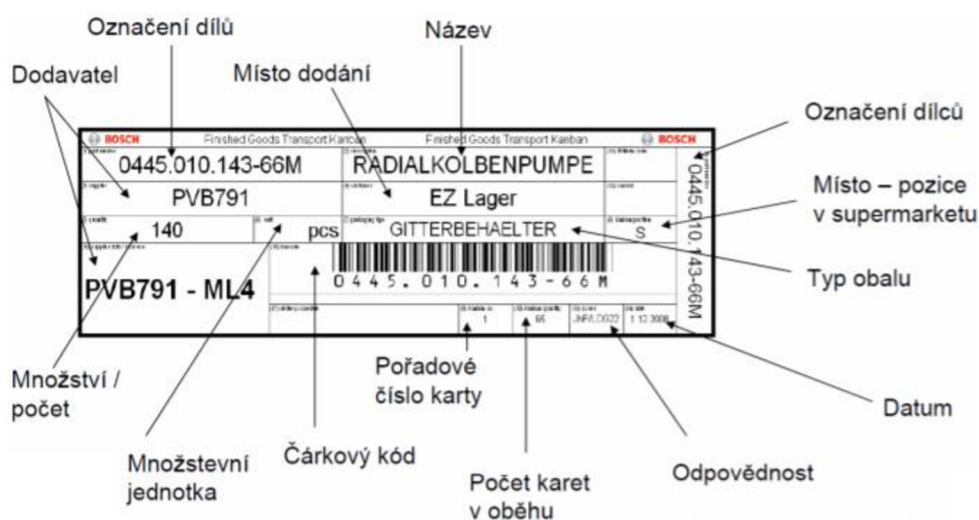 Označení dílů
Název
Dodavatel
Místo dodání
Označení dílců
BOSCH Finished Goods Transport Kanban Finished Goods Transport Kanban BOSCH
0445.010.143-66M RADIALKOLBENPUMPE
0445.010.143-66M
PVB791 EZ Lager
Místo – pozice
v supermarketu
140 pcs GITTERBEHAELTER S
Typ obalu
0445.010.143-66M
PVB791 - ML4
1 66 1.12.2008
Množství /
počet
Pořadové
číslo karty
Datum
Množstevní
jednotka
Čárkový kód
Počet karet
v oběhu
Odpovědnost